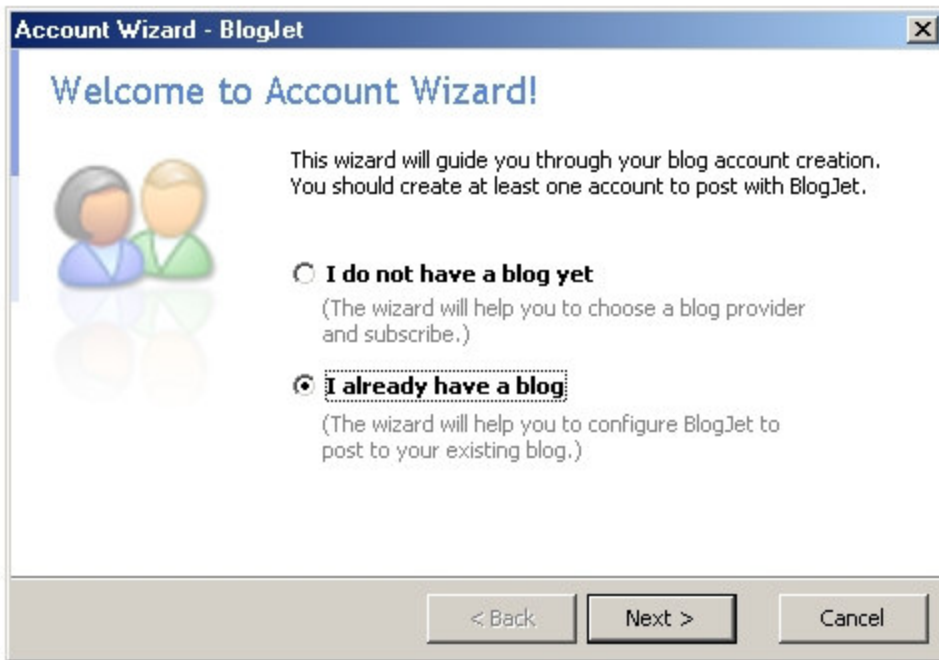 Account Wizard - BlogJet
Welcome to Account Wizard!
This wizard will guide you through your blog account creation.
You should create at least one account to post with BlogJet.
I do not have a blog yet
(The wizard will help you to choose a blog provider
and subscribe.)
I already have a blog
(The wizard will help you to configure BlogJet to
post to your existing blog.)
< Back
Next >
Cancel